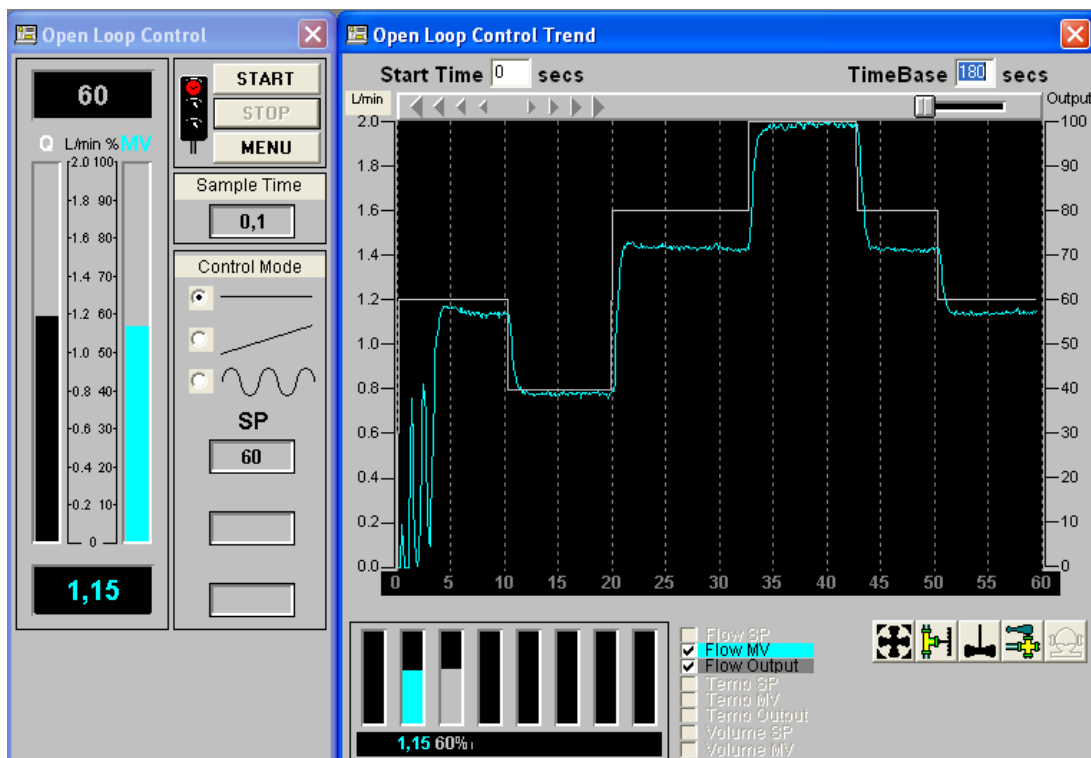 Open Loop Control
60
Q L/min % MV
2.0 100
1.8 90
1.6 80
1.4 70
1.2 60
1.0 50
0.8 40
0.6 30
0.4 20
0.2 10
0
1,15
START
STOP
MENU
Sample Time
0,1
Control Mode
SP
60
Open Loop Control Trend
Start Time 0 secs
TimeBase 180 secs
L/min
Output
2.0 100
90
1.8
1.6 80
1.4 70
1.2 60
1.0 50
0.8 40
0.6 30
0.4 20
0.2 10
0.0 0
0 5 10 15 20 25 30 35 40 45 50 55 60
1,15 60%
Flow SP
Flow MV
Flow Output
Temp SP
Temp MV
Temp Output
Volume SP
Volume MV